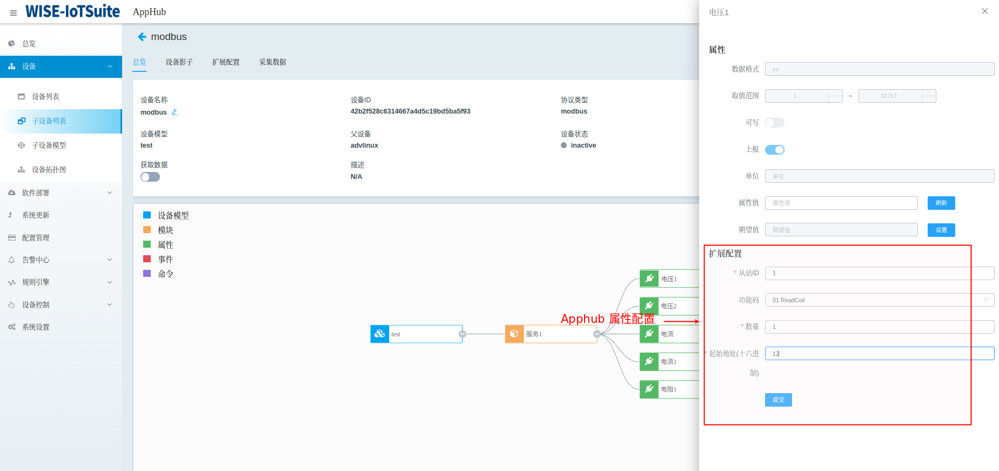 WISE-IoTSuite
AppHub
总览
设备
设备列表
子设备列表
子设备模型
设备拓扑图
软件部署
系统更新
配置管理
告警中心
规则引擎
设备控制
系统设置
modbus
总览 设备影子 扩展配置 采集数据
设备名称
modbus
设备ID
42b2f528c6314667a4d5c19bd5ba5f93
协议类型
modbus
设备模型
test
父设备
advlinux
设备状态
inactive
获取数据
描述
N/A
设备模型
模块
属性
事件
命令
test
服务1
电压1
电压2
电流
电流1
电阻1
Apphub 属性配置
电压1
属性
数据格式 int
取值范围 1 - 32767
可写
上报
单位 单位
属性值 属性值 刷新
期望值 期望值 设置
扩展配置
* 从站ID 1
功能码 01 ReadCoil
* 数量 1
* 起始地址(十六进 12
制)
提交